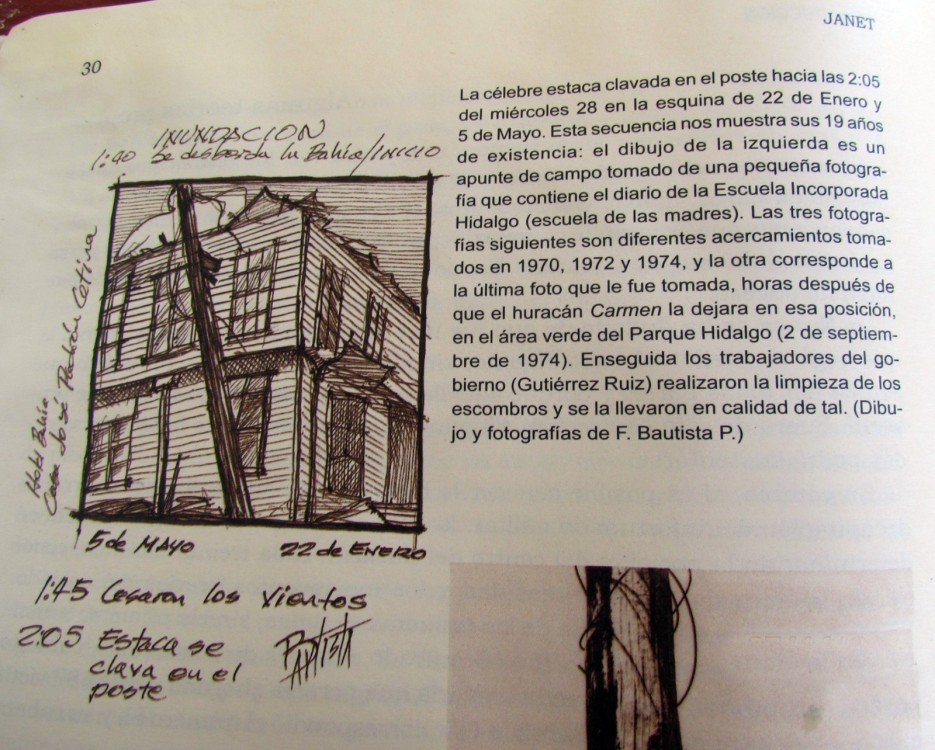 JANET
30
INUNDACION
1:40 se desborda la Bahía/INICIO
5 de MAYO 22 de ENERO
1:45 Cesaron los vientos
2:05 Estaca se
clava en el
poste
BAUTISTA
La célebre estaca clavada en el poste hacia las 2:05
del miércoles 28 en la esquina de 22 de Enero y
5 de Mayo. Esta secuencia nos muestra sus 19 años
de existencia: el dibujo de la izquierda es un
apunte de campo tomado de una pequeña fotogra-
fía que contiene el diario de la Escuela Incorporada
Hidalgo (escuela de las madres). Las tres fotogra-
fías siguientes son diferentes acercamientos toma-
dos en 1970, 1972 y 1974, y la otra corresponde a
la última foto que le fue tomada, horas después de
que el huracán Carmen la dejara en esa posición,
en el área verde del Parque Hidalgo (2 de septiem-
bre de 1974). Enseguida los trabajadores del go-
bierno (Gutiérrez Ruiz) realizaron la limpieza de los
escombros y se la llevaron en calidad de tal. (Dibu-
jo y fotografías de F. Bautista P.)